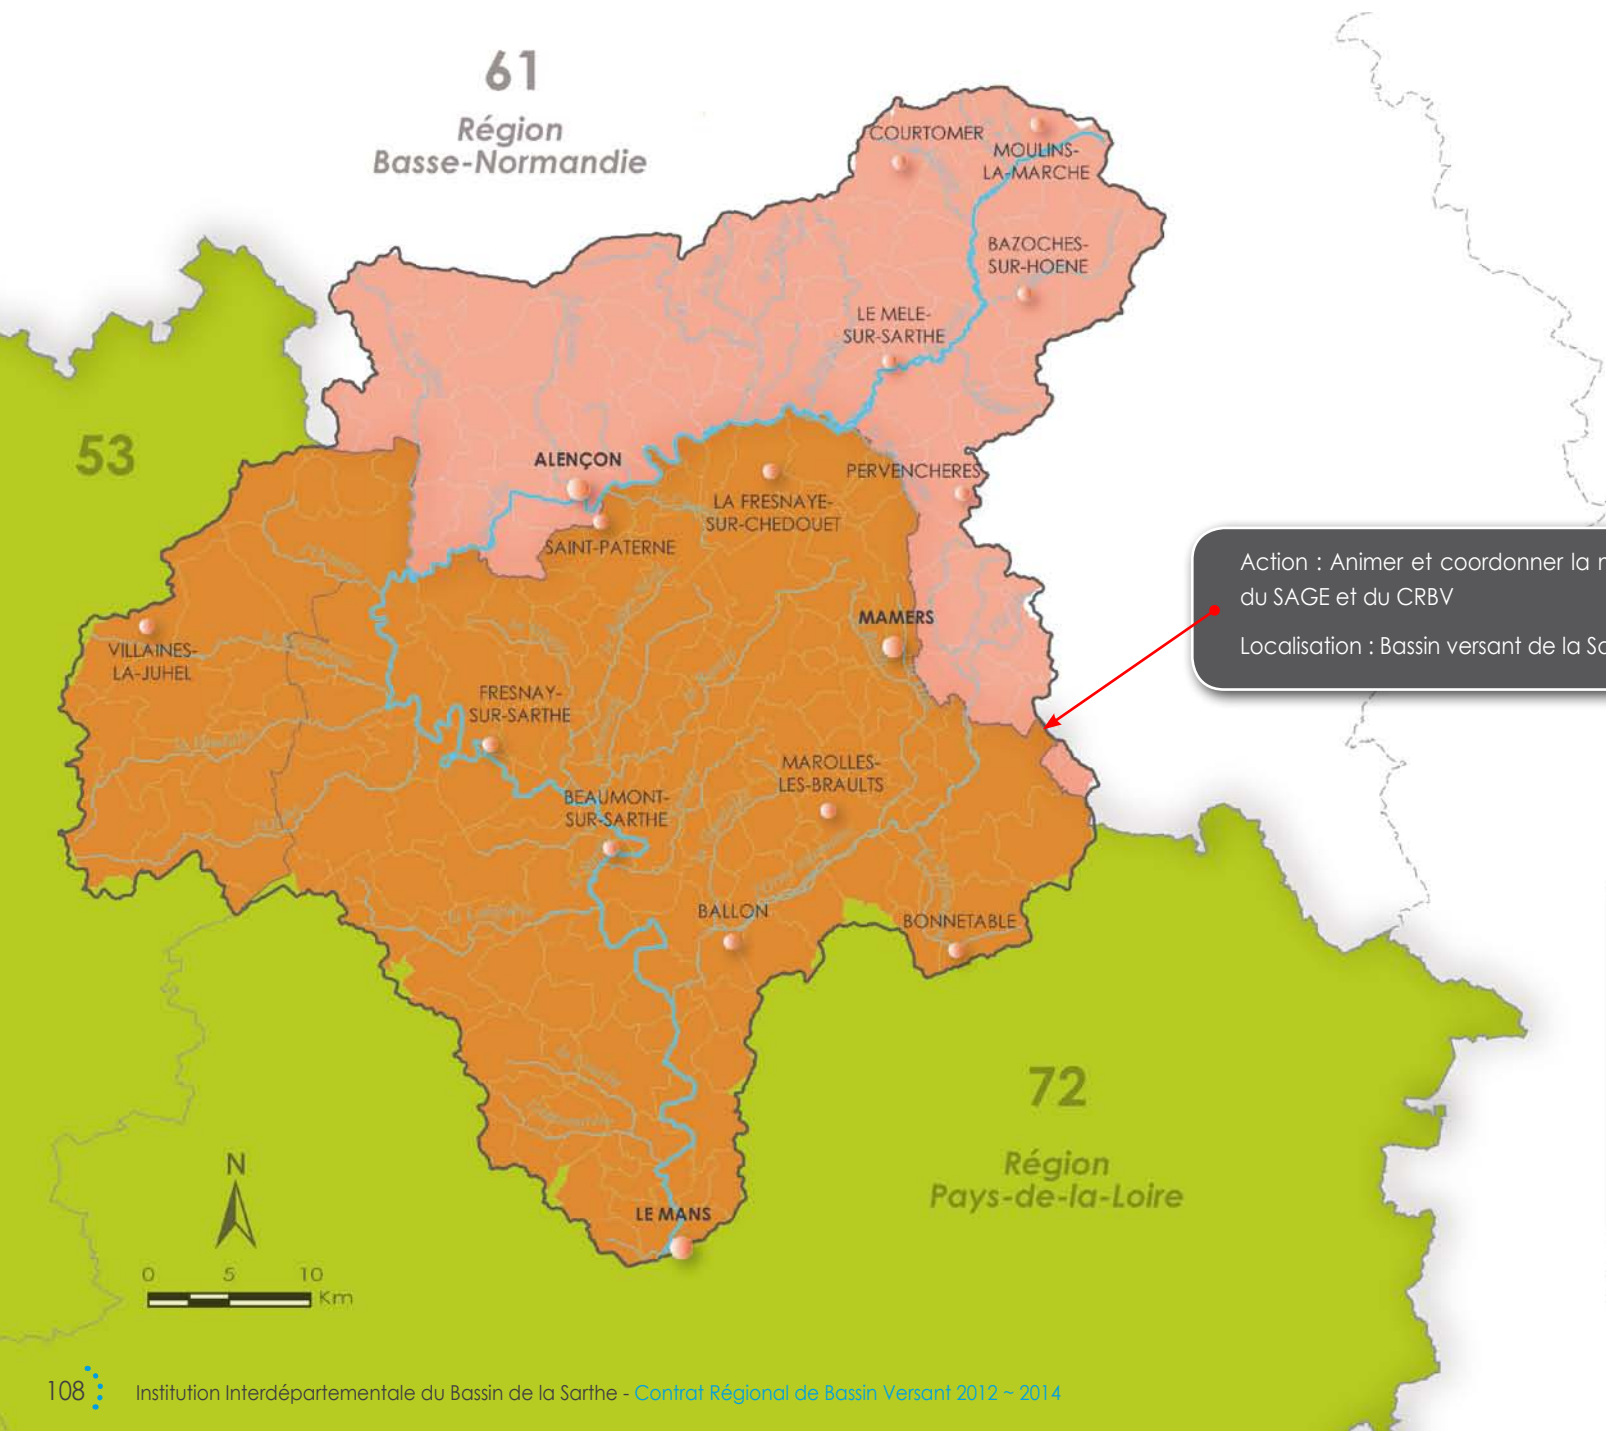 61
Région
Basse-Normandie
COURTOMER
MOULINS-
LA-MARCHE
BAZOCHES-
SUR-HOENE
LE MELE-
SUR-SARTHE
53
ALENÇON
PERVENCHERES
LA FRESNAYE-
SUR-CHEDOUET
SAINT-PATERNE
Action : Animer et coordonner la
du SAGE et du CRBV
Localisation : Bassin versant de la
MAMERS
VILLAINES-
LA-JUHEL
FRESNAY-
SUR-SARTHE
MAROLLES-
LES-BRAULTS
BEAUMONT-
SUR-SARTHE
BALLON
BONNETABLE
72
Région
Pays-de-la-Loire
N
LE MANS
0 5 10
Km
108 Institution Interdépartementale du Bassin de la Sarthe - Contrat Régional de Bassin Versant 2012 ~ 2014